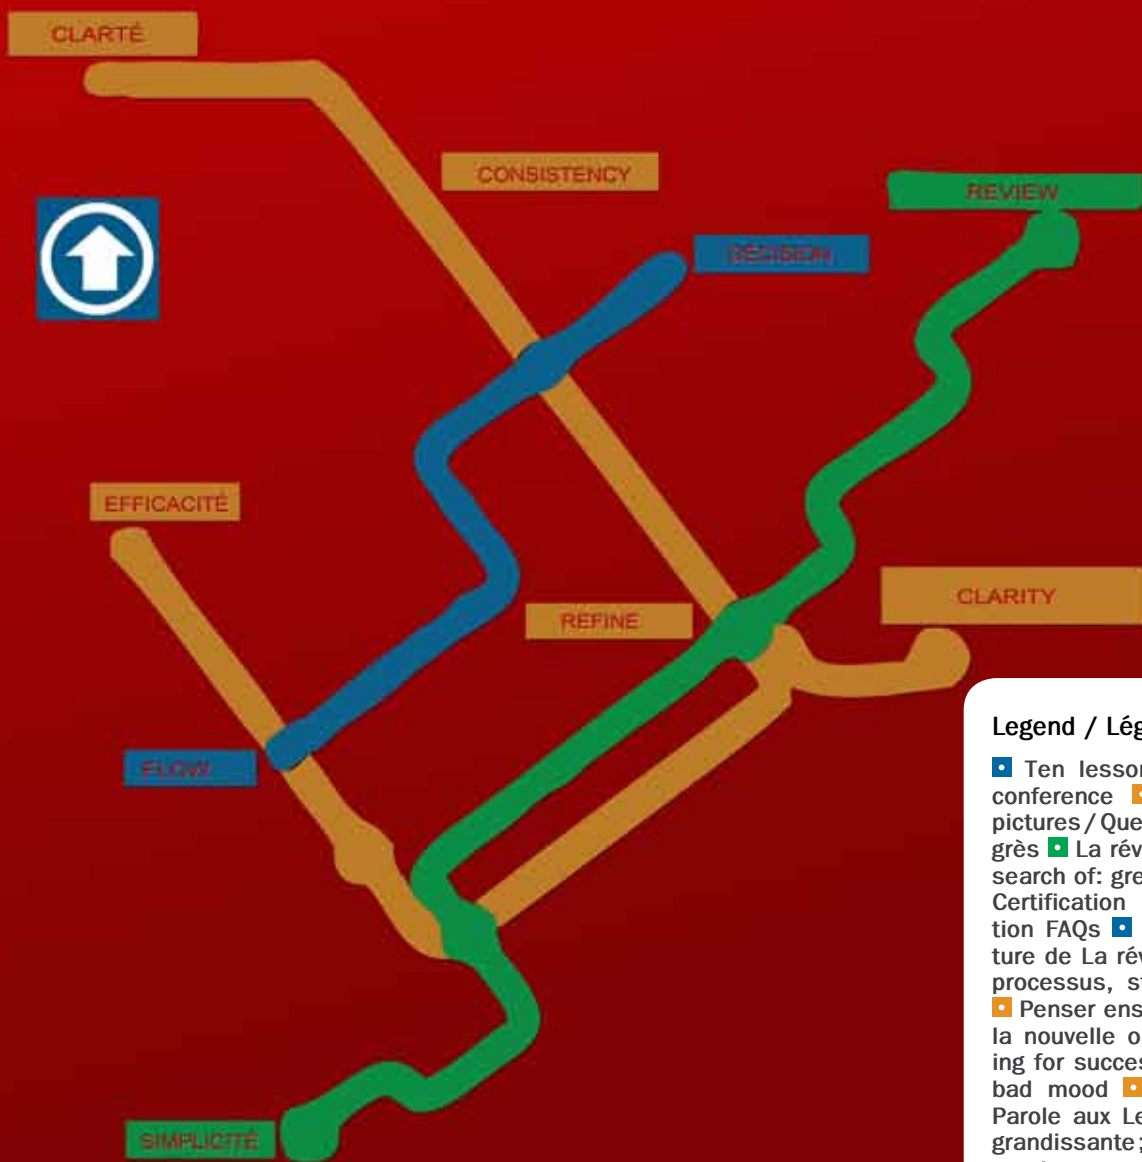 CLARTÉ
CONSISTENCY
REVIEW
DÉCISION
EFFICACITÉ
REFINE
CLARITY
FLOW
SIMPLICITÉ
Legend / Lég
Ten lesson
conference
pictures / Que
grès La rév
search of: gre
Certification
tion FAQs
ture de La rév
processus, st
Penser ens
la nouvelle o
ing for succes
bad mood
Parole aux Le
grandissante;